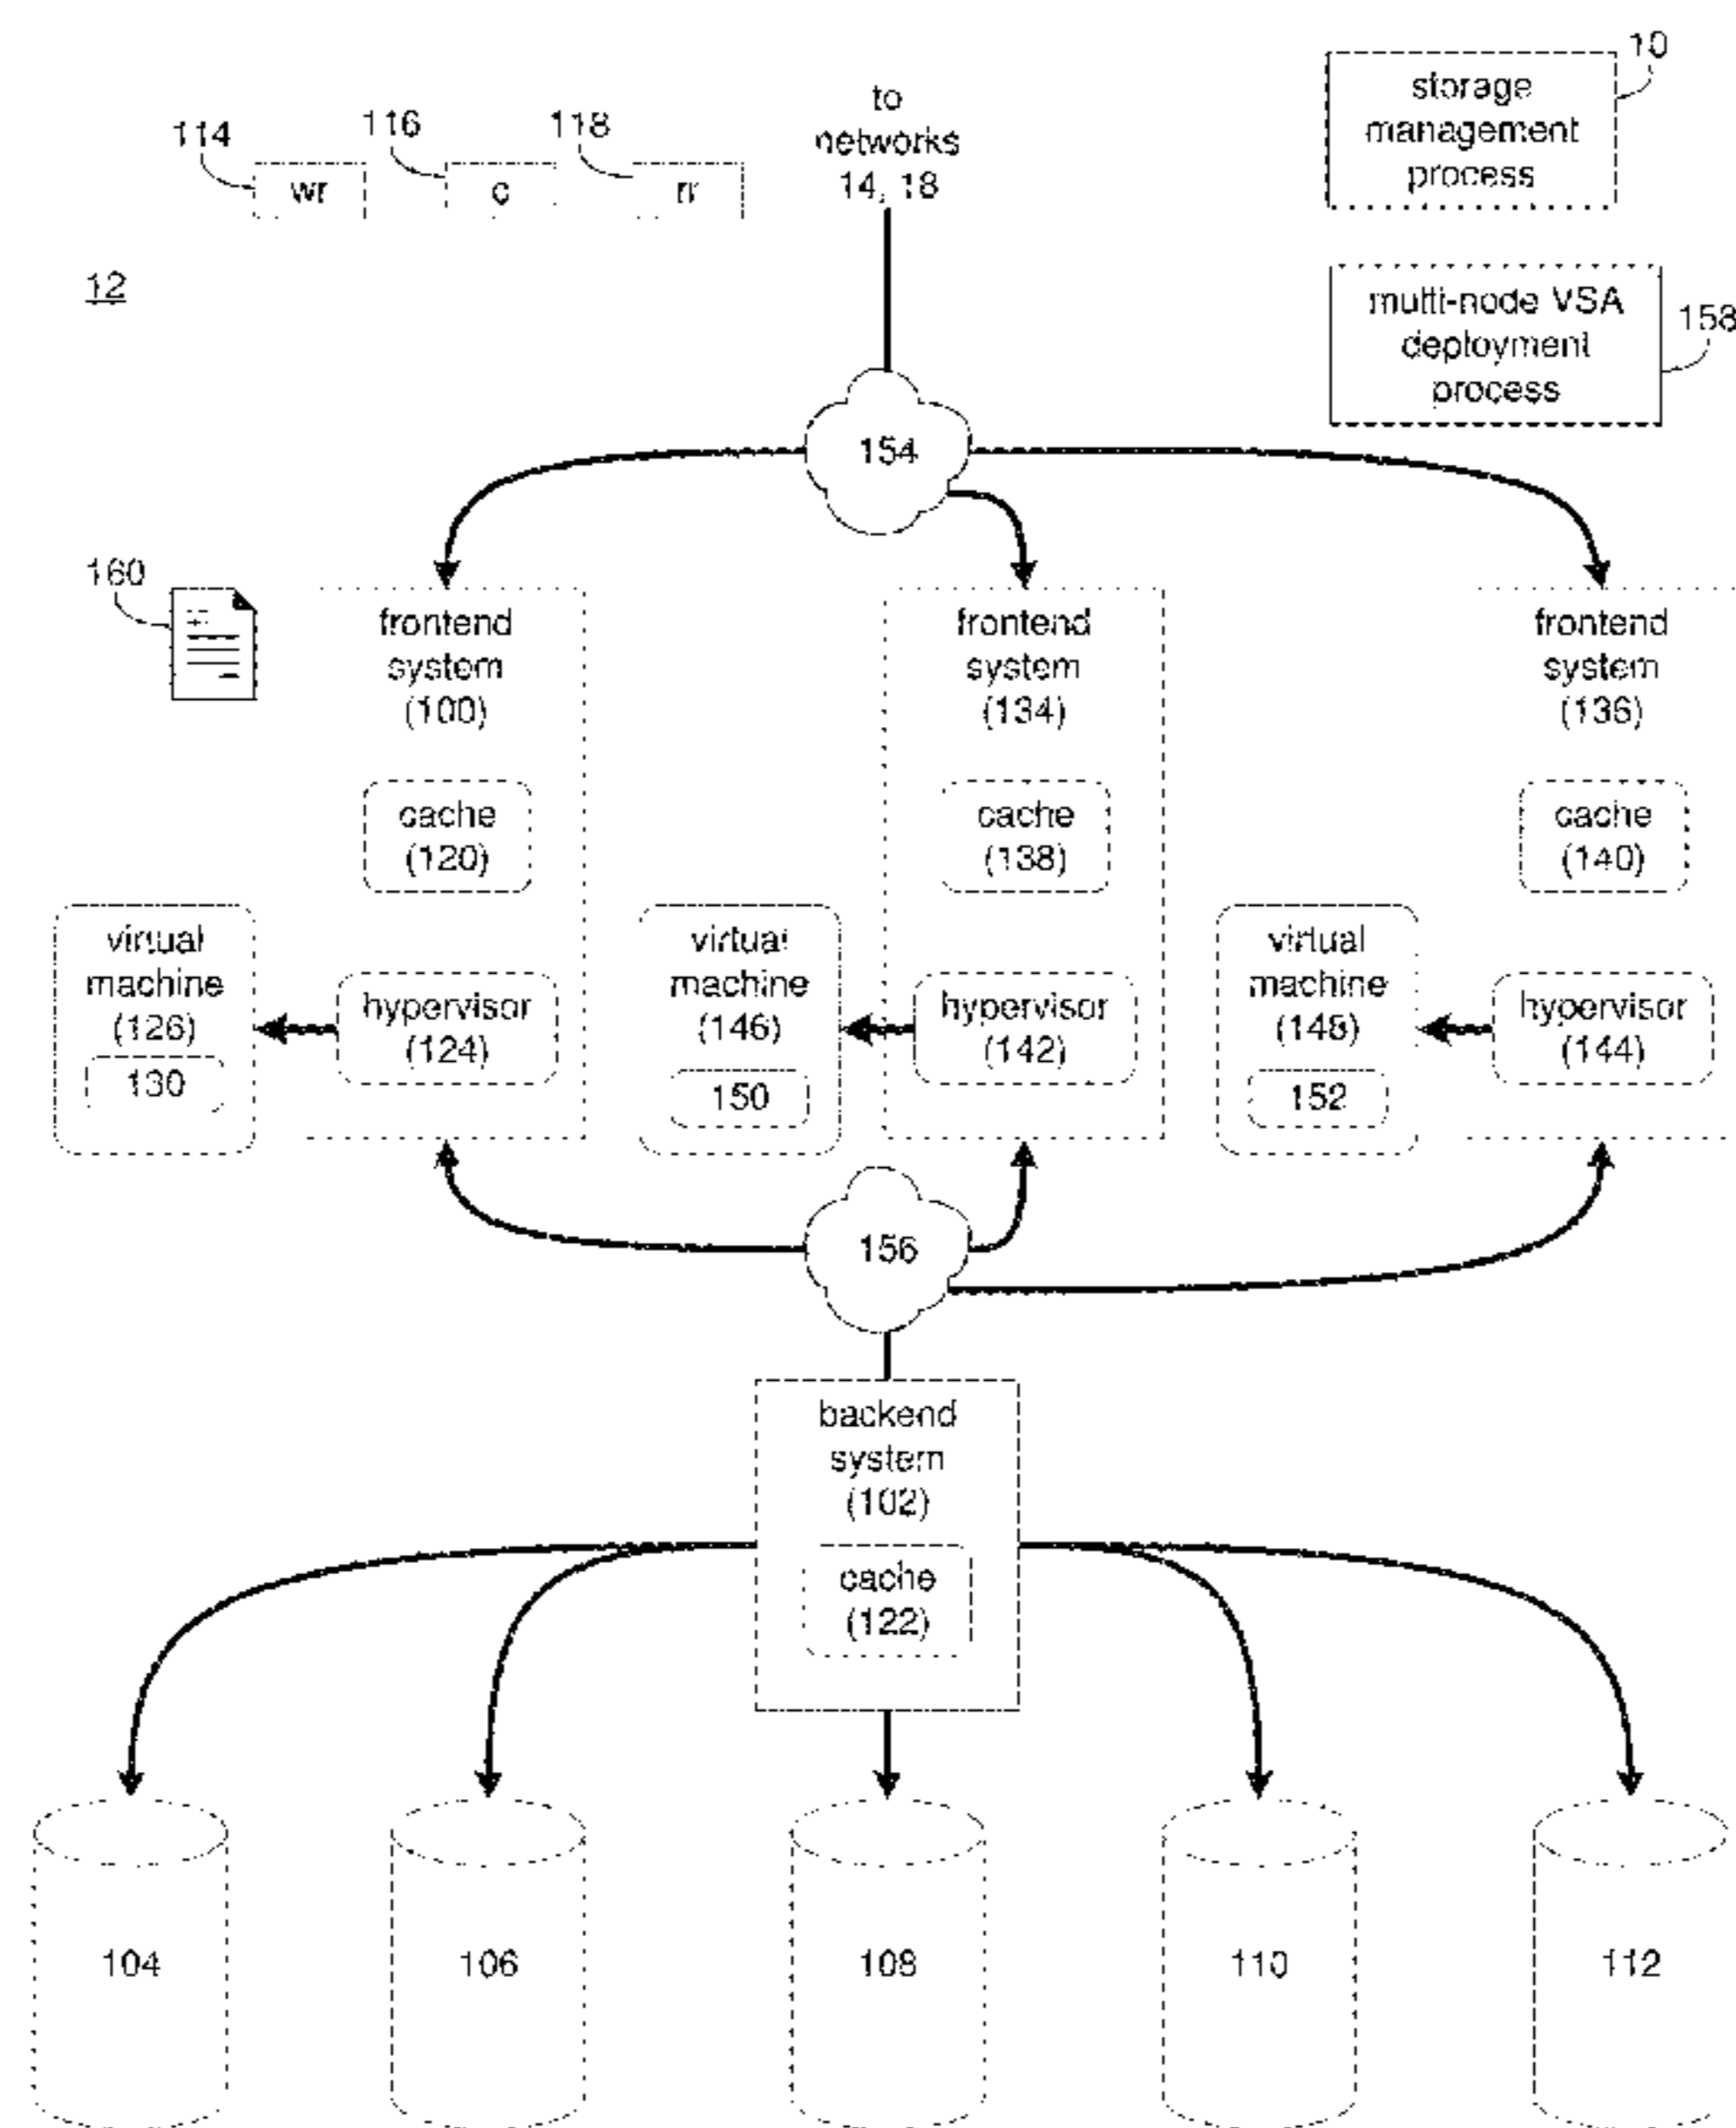 10
storage
management
process
to
networks
14, 18
114
wr
116
c
118
rr
12
multi-node VSA
deployment
process
158
154
160
frontend
system
(100)
cache
(120)
virtual
machine
(126)
130
hypervisor
(124)
frontend
system
(134)
cache
(138)
virtual
machine
(146)
150
hypervisor
(142)
frontend
system
(136)
cache
(140)
virtual
machine
(148)
152
hypervisor
(144)
156
backend
system
(102)
cache
(122)
104
106
108
110
112